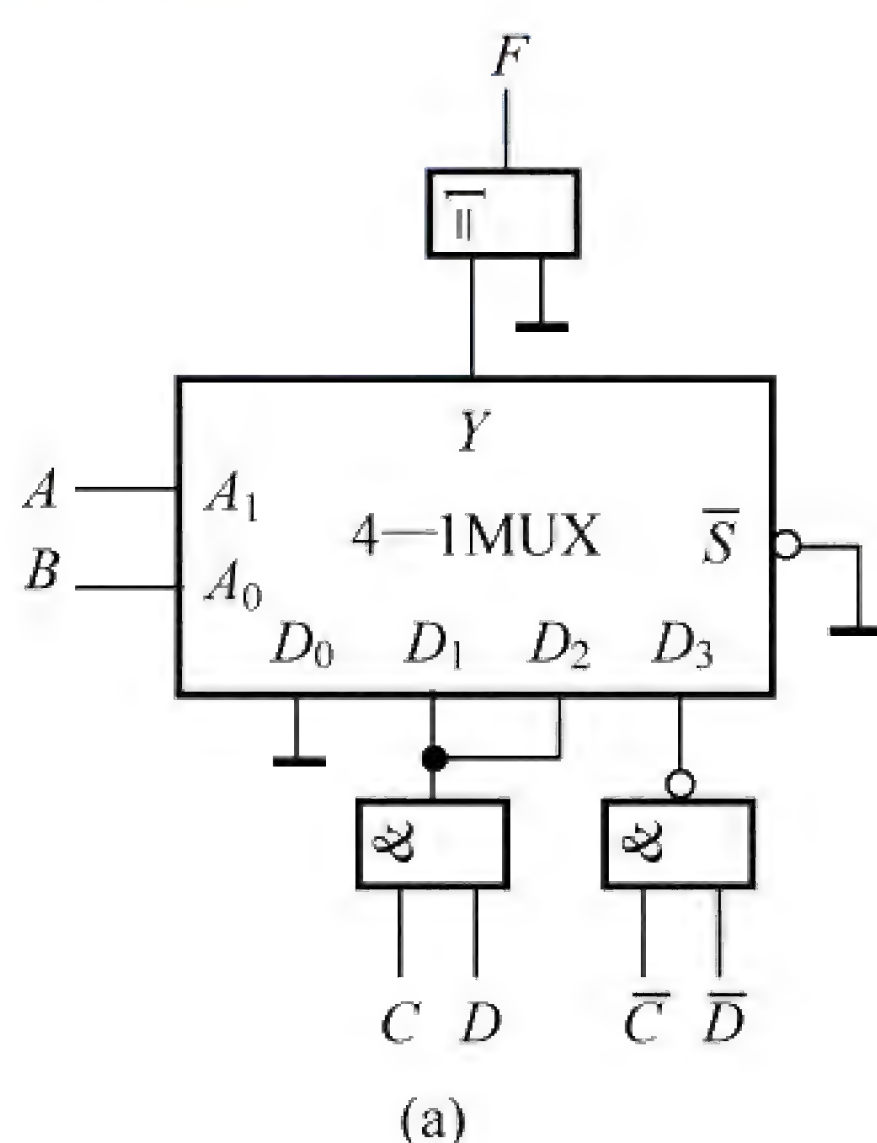 F
=1
Y
A A₁
4—1MUX S̅
B A₀
D₀ D₁ D₂ D₃
& &
C D C̅ D̅
(a)